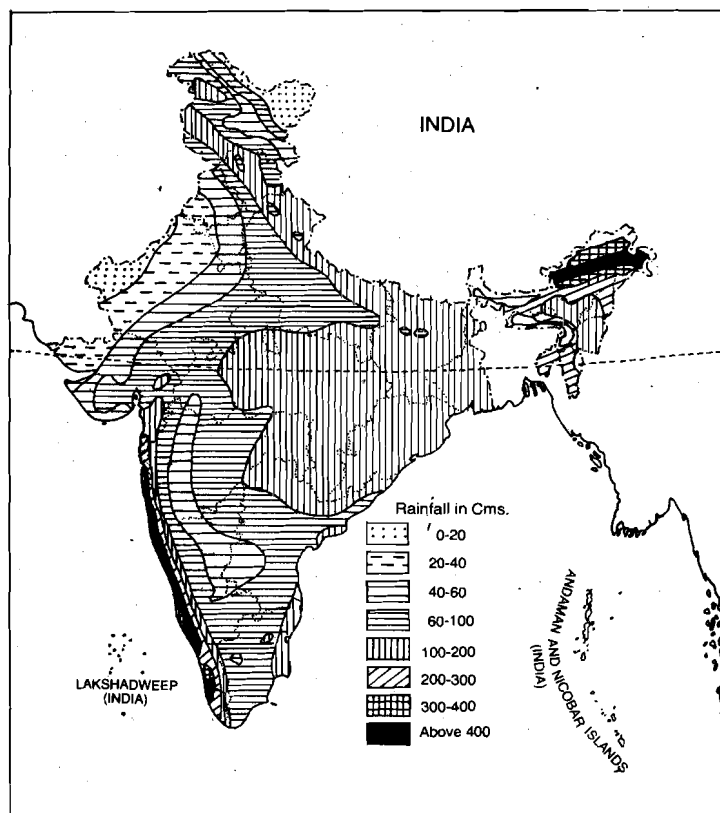 INDIA
Rainfall in Cms.
0-20
20-40
40-60
60-100
100-200
200-300
300-400
Above 400
LAKSHADWEEP
(INDIA)
ANDAMAN AND NICOBAR ISLANDS
(INDIA)